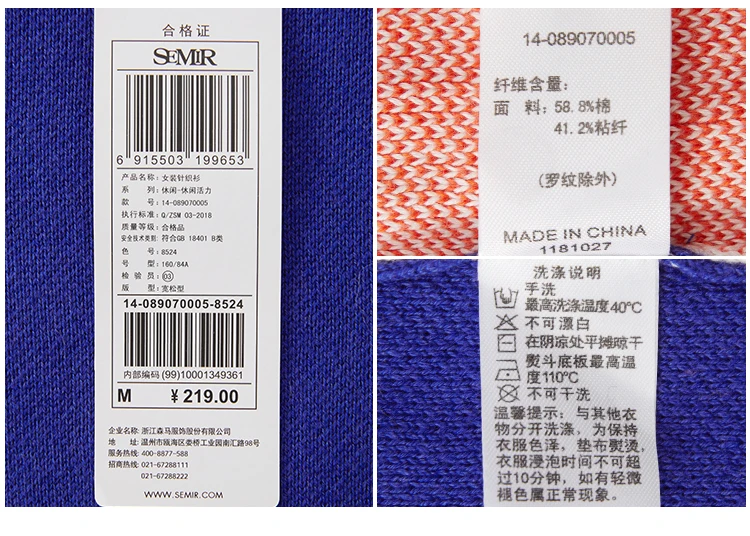 合格证
SEMIR
6 915503 199653
产品名称: 女装针织衫
系 列: 休闲-休闲活力
款 号: 14-089070005
执行标准: Q/ZSM 03-2018
质量等级: 合格品
安全技术类别: 符合GB 18401 B类
色 号: 8524
号 型: 160/84A
检 验 员: 03
版 型: 宽松型
14-089070005-8524
内部编码 (99)10001349361
M ¥ 219.00
企业名称: 浙江森马服饰股份有限公司
地 址: 温州市瓯海区娄桥工业园南汇路98号
服务热线: 400-8877-588
招商热线: 021-67288111
021-67288222
WWW.SEMIR.COM
14-089070005
纤维含量:
面 料: 58.8%棉
41.2%粘纤
(罗纹除外)
MADE IN CHINA
1181027
洗涤说明
手洗
最高洗涤温度40℃
不可漂白
在阴凉处平摊晾干
熨斗底板最高温
度110℃
不可干洗
温馨提示: 与其他衣
物分开洗涤, 为保持
衣服色泽, 垫布熨烫,
衣服浸泡时间不可超
过10分钟, 如有轻微
褪色属正常现象。